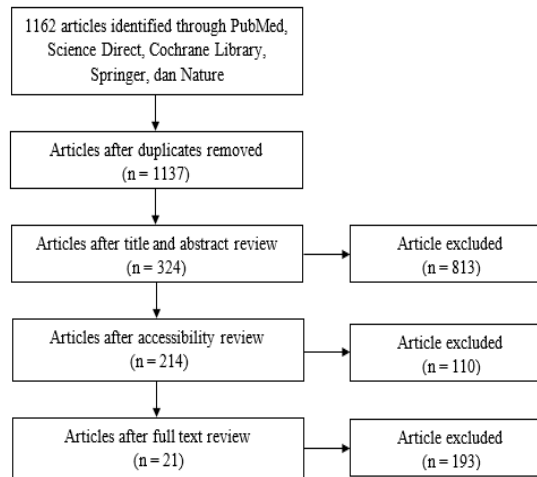 1162 articles identified through PubMed,
Science Direct, Cochrane Library,
Springer, dan Nature
Articles after duplicates removed
(n = 1137)
Articles after title and abstract review
(n = 324)
Article excluded
(n = 813)
Articles after accessibility review
(n = 214)
Article excluded
(n = 110)
Articles after full text review
(n = 21)
Article excluded
(n = 193)